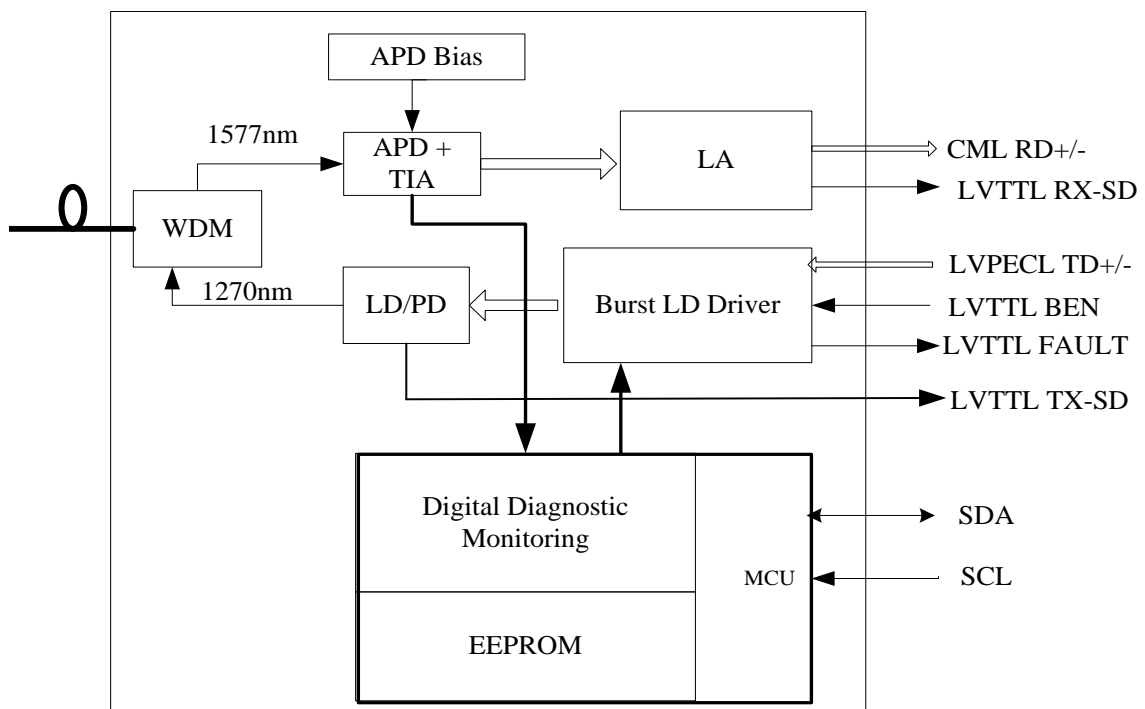 APD Bias
1577nm
APD +
TIA
LA
CML RD+/-
LVTTL RX-SD
WDM
1270nm
LD/PD
Burst LD Driver
LVPECL TD+/-
LVTTL BEN
LVTTL FAULT
LVTTL TX-SD
Digital Diagnostic
Monitoring
MCU
SDA
SCL
EEPROM